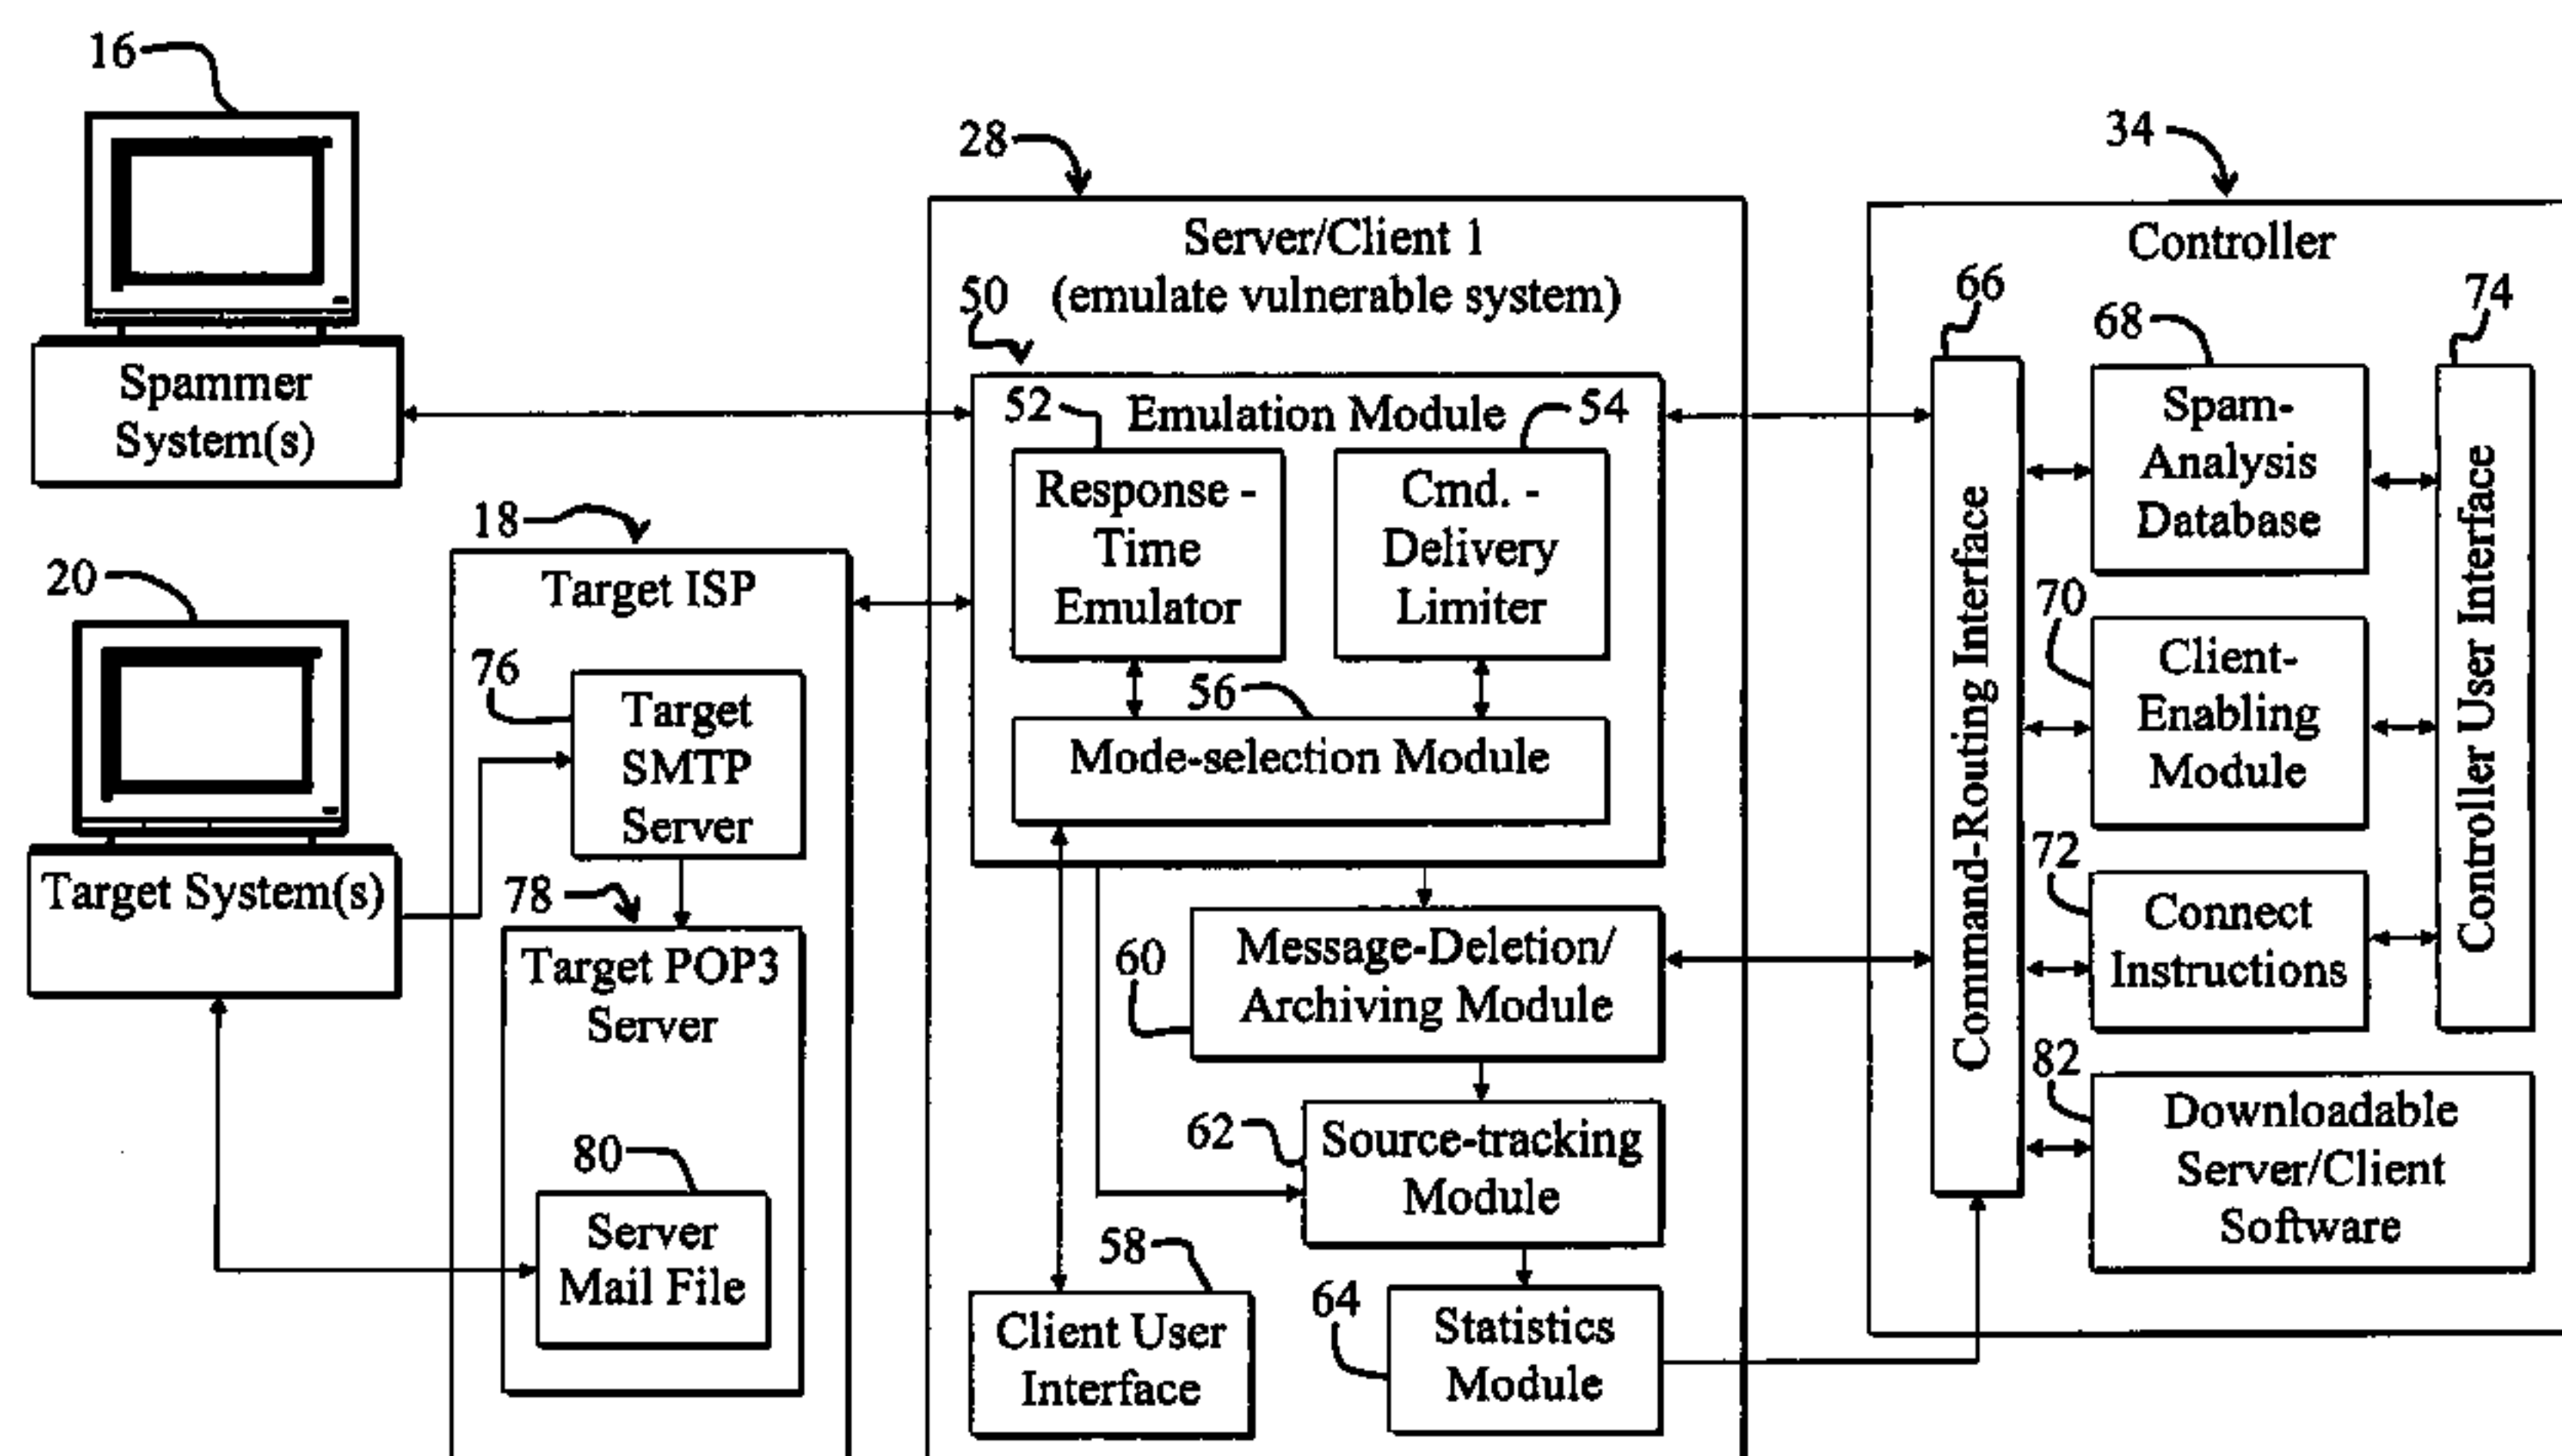 16
Spammer
System(s)
20
Target System(s)
18
Target ISP
76
Target
SMTP
Server
78
Target POP3
Server
80
Server
Mail File
28
Server/Client 1
(emulate vulnerable system)
50
Emulation Module
52
Response -
Time
Emulator
54
Cmd. -
Delivery
Limiter
56
Mode-selection Module
60
Message-Deletion/
Archiving Module
62
Source-tracking
Module
58
Client User
Interface
64
Statistics
Module
34
Controller
66
Command-Routing Interface
68
Spam-
Analysis
Database
70
Client-
Enabling
Module
72
Connect
Instructions
74
Controller User Interface
82
Downloadable
Server/Client
Software